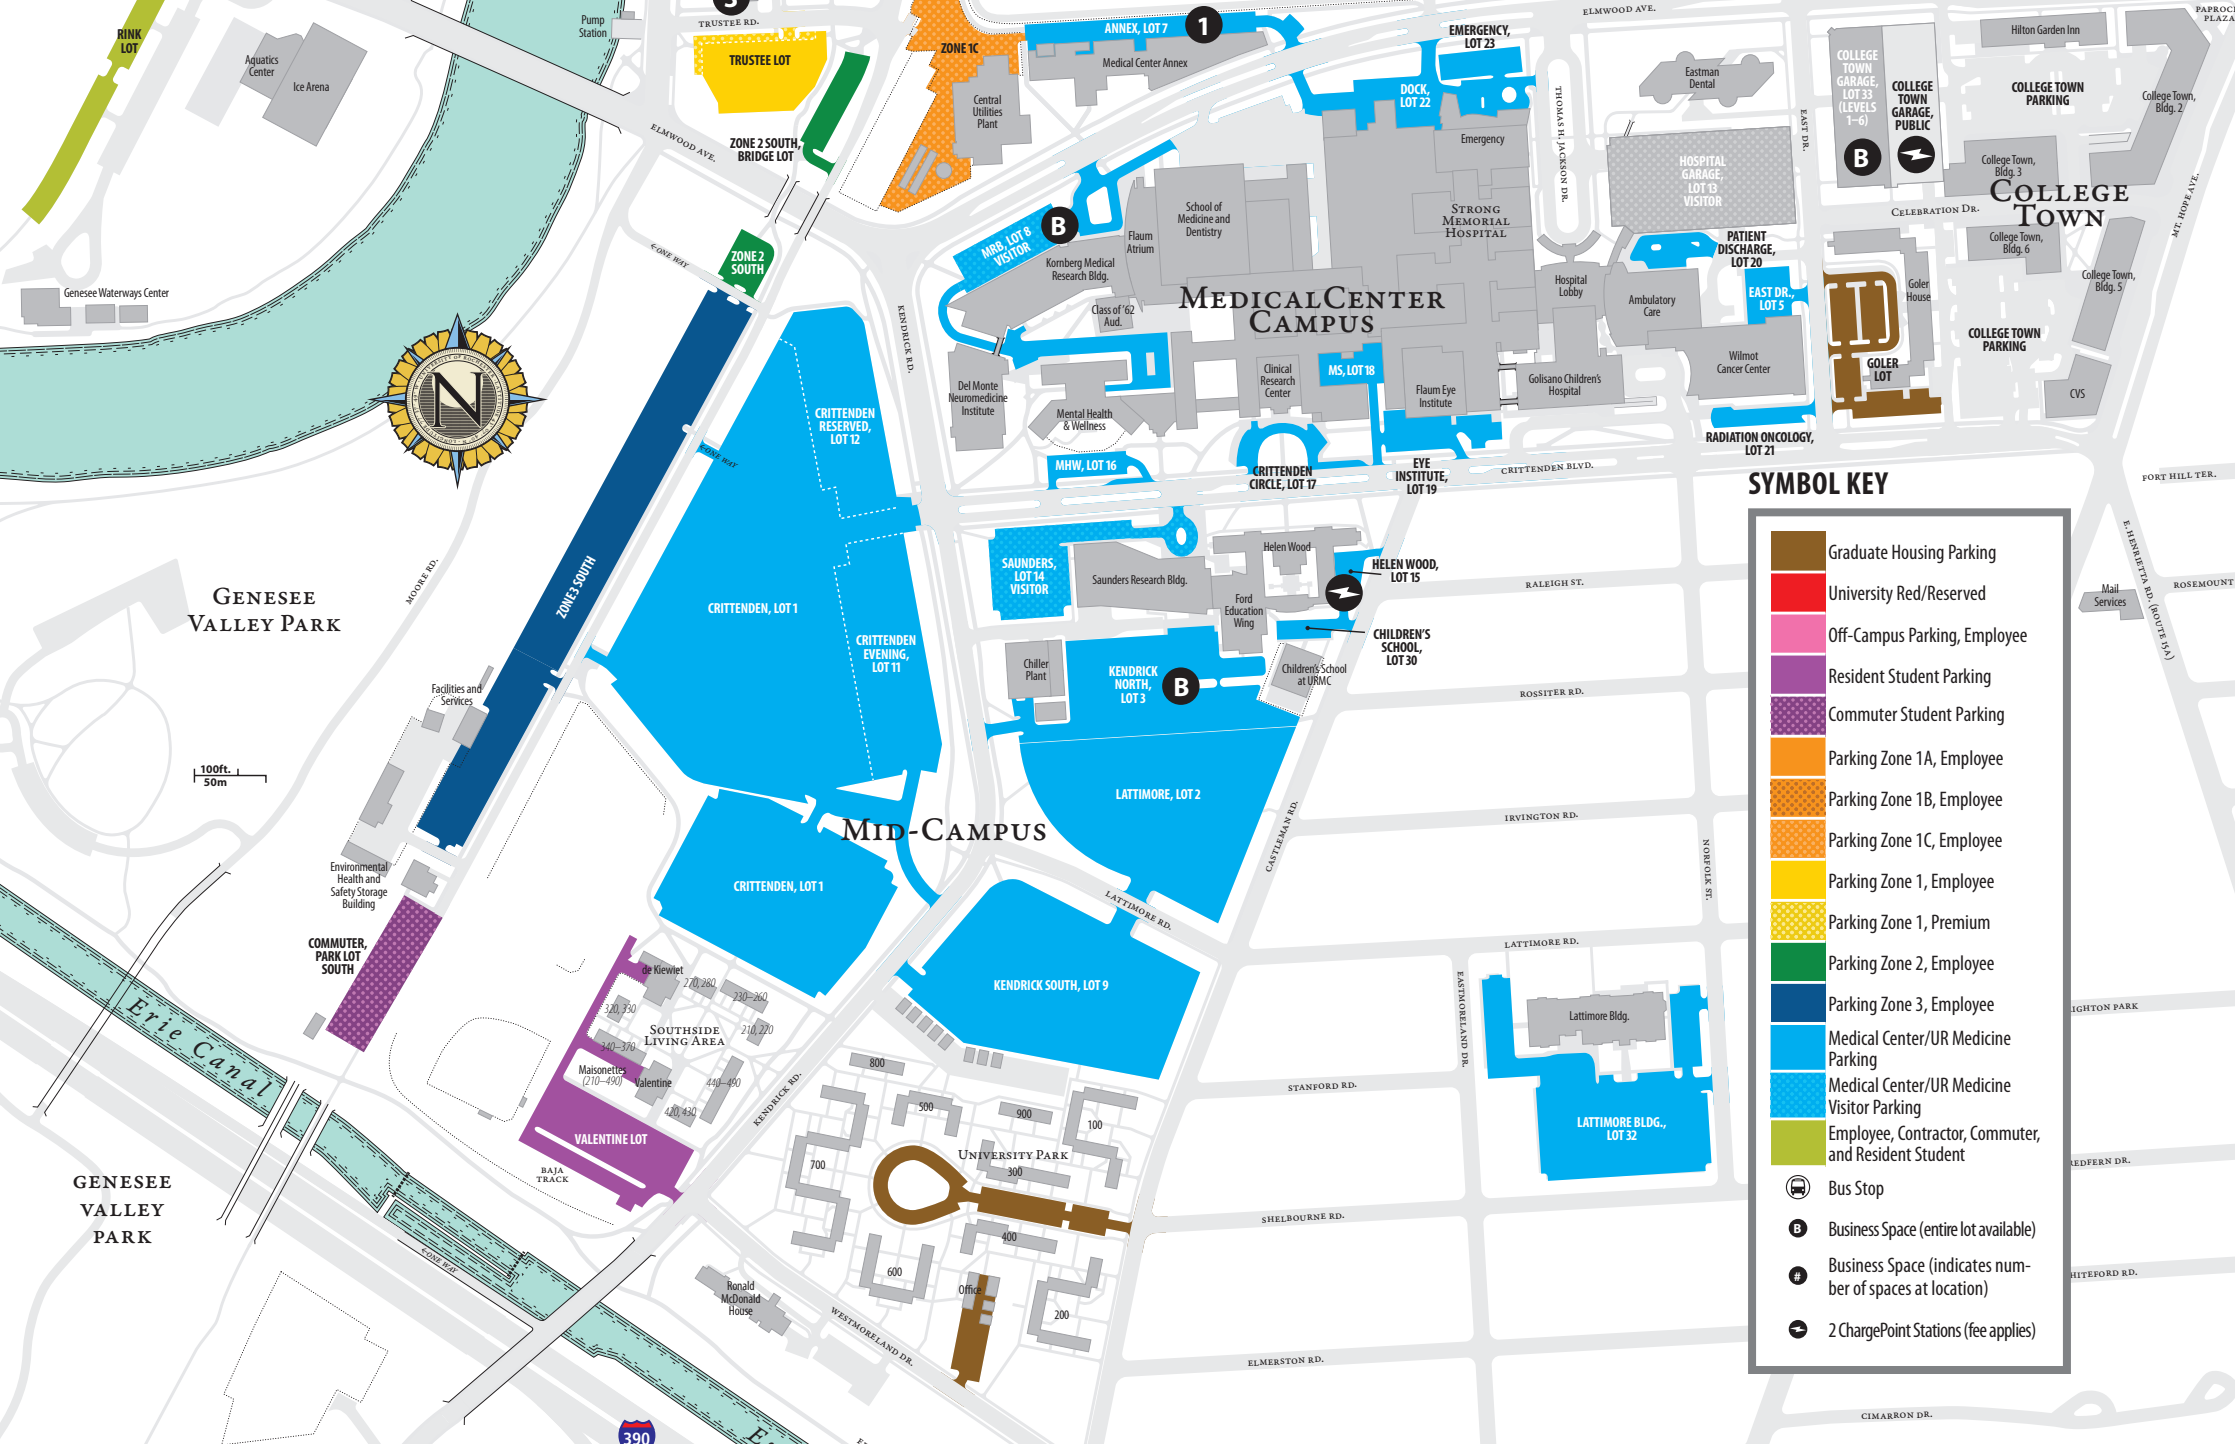 RINK
LOT
Aquatics
Center
Ice Arena
Pump
Station
TRUSTEE RD.
TRUSTEE LOT
ZONE 1C
ANNEX, LOT 7
1
Medical Center Annex
Central
Utilities
Plant
ELMWOOD AVE.
EMERGENCY,
LOT 23
DOCK,
LOT 22
Emergency
THOMAS H. JACKSON DR.
Eastman
Dental
HOSPITAL
GARAGE,
LOT 13
VISITOR
EAST DR.
COLLEGE
TOWN
GARAGE,
LOT 33
(LEVELS
1–6)
B
COLLEGE
TOWN
GARAGE,
PUBLIC
Hilton Garden Inn
COLLEGE TOWN
PARKING
College Town,
Bldg. 2
College Town,
Bldg. 3
COLLEGE
TOWN
CELEBRATION DR.
MT. HOPE AVE.
College Town,
Bldg. 6
College Town,
Bldg. 5
COLLEGE TOWN
PARKING
CVS
Goler
House
GOLER
LOT
ELMWOOD AVE.
ZONE 2 SOUTH,
BRIDGE LOT
ZONE 2
SOUTH
←ONE WAY
Genesee Waterways Center
N
KENDRICK RD.
MRB, LOT 8
VISITOR
B
Kornberg Medical
Research Bldg.
Flaum
Atrium
School of
Medicine and
Dentistry
Class of '62
Aud.
STRONG
MEMORIAL
HOSPITAL
MEDICAL CENTER
CAMPUS
Hospital
Lobby
Ambulatory
Care
PATIENT
DISCHARGE,
LOT 20
EAST DR.,
LOT 5
Wilmot
Cancer Center
RADIATION ONCOLOGY,
LOT 21
Del Monte
Neuromedicine
Institute
Mental Health
& Wellness
Clinical
Research
Center
MS, LOT 18
Flaum Eye
Institute
Golisano Children's
Hospital
MHW, LOT 16
CRITTENDEN
CIRCLE, LOT 17
EYE
INSTITUTE,
LOT 19
CRITTENDEN BLVD.
FORT HILL TER.
E. HENRIETTA RD. (ROUTE 15A)
ROSEMOUNT
Mail
Services
CRITTENDEN
RESERVED,
LOT 12
←ONE WAY
CRITTENDEN, LOT 1
CRITTENDEN
EVENING,
LOT 11
ZONE 3 SOUTH
MOORE RD.
GENESEE
VALLEY PARK
SAUNDERS,
LOT 14
VISITOR
Saunders Research Bldg.
Helen Wood
HELEN WOOD,
LOT 15
Ford
Education
Wing
CHILDREN'S
SCHOOL,
LOT 30
Children's School
at URMC
Chiller
Plant
KENDRICK
NORTH,
LOT 3
B
LATTIMORE, LOT 2
RALEIGH ST.
ROSSITER RD.
IRVINGTON RD.
CASTLEMAN RD.
NORFOLK ST.
LATTIMORE RD.
LATTIMORE RD.
MID-CAMPUS
CRITTENDEN, LOT 1
KENDRICK SOUTH, LOT 9
Facilities and
Services
100ft.
50m
Environmental
Health and
Safety Storage
Building
COMMUTER,
PARK LOT
SOUTH
Erie Canal
GENESEE
VALLEY
PARK
←ONE WAY
de Kiewiet
270, 280
230–260
320, 330
210, 220
SOUTHSIDE
LIVING AREA
340–370
Maisonettes
(210–490)
Valentine
440–490
420, 430
VALENTINE LOT
BAJA
TRACK
KENDRICK RD.
800
500
900
100
700
UNIVERSITY PARK
300
400
600
Office
200
Ronald
McDonald
House
WESTMORELAND DR.
390
EASTMORELAND DR.
Lattimore Bldg.
LATTIMORE BLDG.,
LOT 32
STANFORD RD.
SHELBOURNE RD.
ELMERSTON RD.
CIMARRON DR.
SYMBOL KEY
Graduate Housing Parking
University Red/Reserved
Off-Campus Parking, Employee
Resident Student Parking
Commuter Student Parking
Parking Zone 1A, Employee
Parking Zone 1B, Employee
Parking Zone 1C, Employee
Parking Zone 1, Employee
Parking Zone 1, Premium
Parking Zone 2, Employee
Parking Zone 3, Employee
Medical Center/UR Medicine
Parking
Medical Center/UR Medicine
Visitor Parking
Employee, Contractor, Commuter,
and Resident Student
Bus Stop
B
Business Space (entire lot available)
#
Business Space (indicates num-
ber of spaces at location)
2 ChargePoint Stations (fee applies)